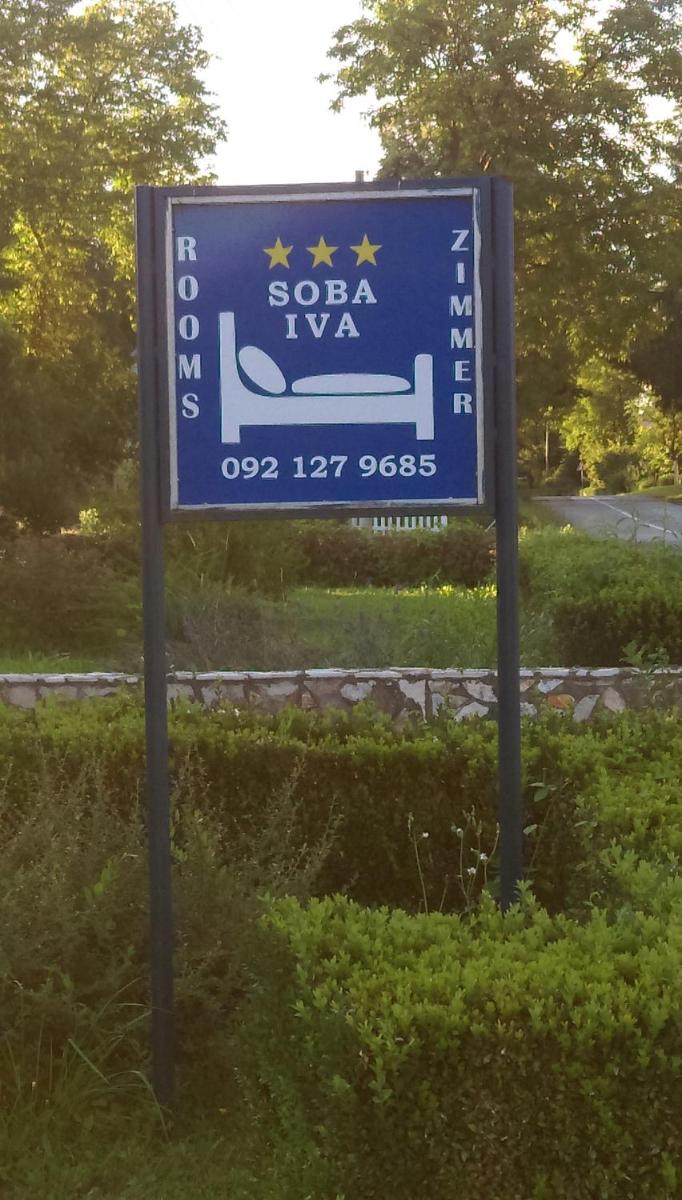 ROOMS
SOBA
IVA
092 127 9685
ZIMMER